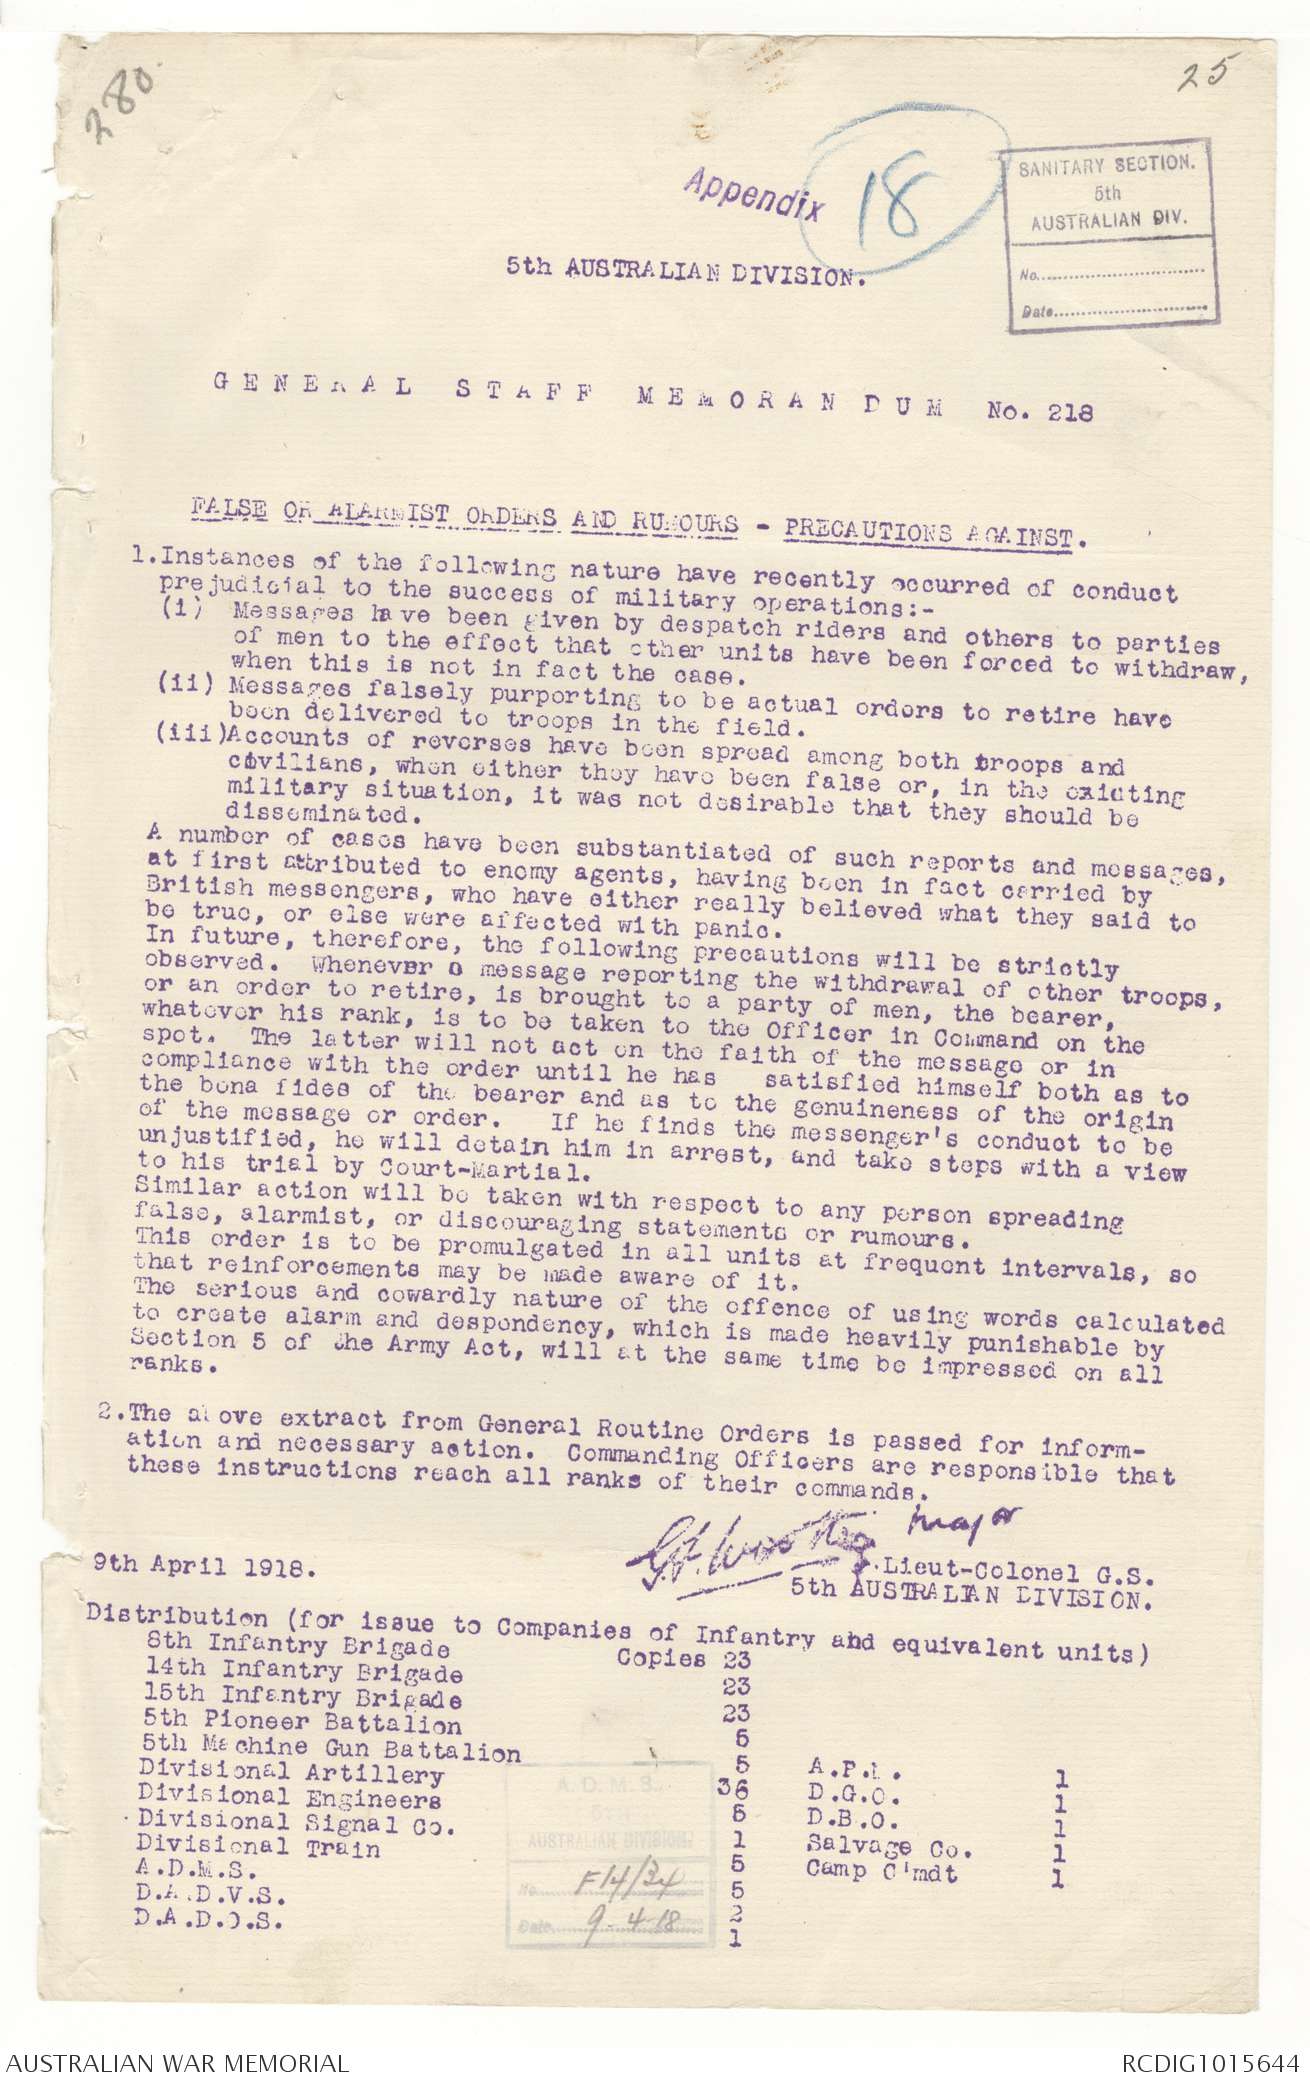 280
25
Appendix 18
SANITARY SECTION.
5th
AUSTRALIAN DIV.
No.
Date
5th AUSTRALIAN DIVISION.
GENERAL STAFF MEMORANDUM No. 218
FALSE OR ALARMIST ORDERS AND RUMOURS - PRECAUTIONS AGAINST.
1.Instances of the following nature have recently occurred of conduct
prejudicial to the success of military operations:-
(i) Messages have been given by despatch riders and others to parties
of men to the effect that other units have been forced to withdraw,
when this is not in fact the case.
(ii) Messages falsely purporting to be actual orders to retire have
been delivered to troops in the field.
(iii)Accounts of reverses have been spread among both troops and
civilians, when either they have been false or, in the existing
military situation, it was not desirable that they should be
disseminated.
A number of cases have been substantiated of such reports and messages,
at first attributed to enemy agents, having been in fact carried by
British messengers, who have either really believed what they said to
be true, or else were affected with panic.
In future, therefore, the following precautions will be strictly
observed. Whenever a message reporting the withdrawal of other troops,
or an order to retire, is brought to a party of men, the bearer,
whatever his rank, is to be taken to the Officer in Command on the
spot. The latter will not act on the faith of the message or in
compliance with the order until he has satisfied himself both as to
the bona fides of the bearer and as to the genuineness of the origin
of the message or order. If he finds the messenger's conduct to be
unjustified, he will detain him in arrest, and take steps with a view
to his trial by Court-Martial.
Similar action will be taken with respect to any person spreading
false, alarmist, or discouraging statements or rumours.
This order is to be promulgated in all units at frequent intervals, so
that reinforcements may be made aware of it.
The serious and cowardly nature of the offence of using words calculated
to create alarm and despondency, which is made heavily punishable by
Section 5 of the Army Act, will at the same time be impressed on all
ranks.
2.The above extract from General Routine Orders is passed for inform-
ation and necessary action. Commanding Officers are responsible that
these instructions reach all ranks of their commands.
G.F. Wootten Major
9th April 1918.
Lieut-Colonel G.S.
5th AUSTRALIAN DIVISION.
Distribution (for issue to Companies of Infantry and equivalent units)
8th Infantry Brigade Copies 23
14th Infantry Brigade 23
15th Infantry Brigade 23
5th Pioneer Battalion 5
5th Machine Gun Battalion 5
Divisional Artillery 36
Divisional Engineers 5
Divisional Signal Co. 1
Divisional Train 5
A.D.M.S. 5
D.A.D.V.S. 2
D.A.D.O.S. 1
A.P.M. 1
D.G.O. 1
D.B.O. 1
Salvage Co. 1
Camp C'mdt 1
A.D.M.S.
5th
AUSTRALIAN DIVISION.
No. F14/34
Date 9-4-18
AUSTRALIAN WAR MEMORIAL
RCDIG1015644